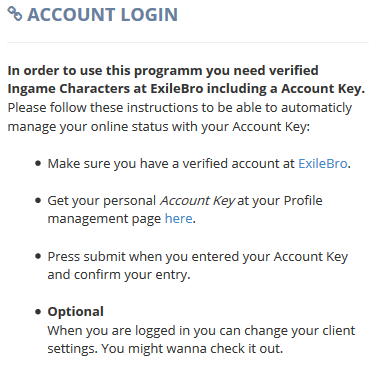 ACCOUNT LOGIN
In order to use this programm you need verified
Ingame Characters at ExileBro including a Account Key.
Please follow these instructions to be able to automaticly
manage your online status with your Account Key:
Make sure you have a verified account at ExileBro.
Get your personal Account Key at your Profile
management page here.
Press submit when you entered your Account Key
and confirm your entry.
Optional
When you are logged in you can change your client
settings. You might wanna check it out.